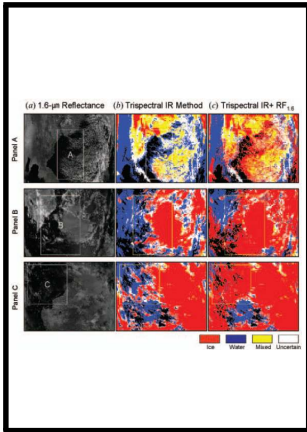 (a) 1.6-μm Reflectance (b) Trispectral IR Method (c) Trispectral IR+ RF1.6
Panel A
A
Panel B
B
Panel C
C
Ice Water Mixed Uncertain